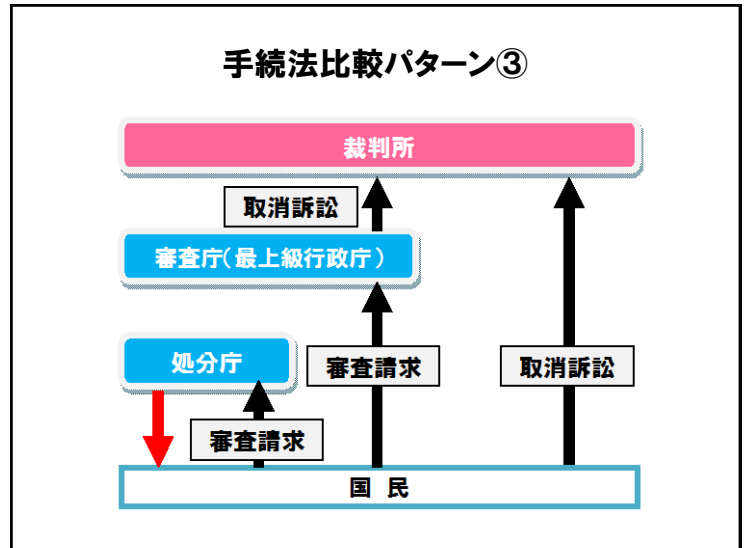 手続法比較パターン③
裁判所
取消訴訟
審査庁(最上級行政庁)
処分庁
審査請求
取消訴訟
審査請求
国 民